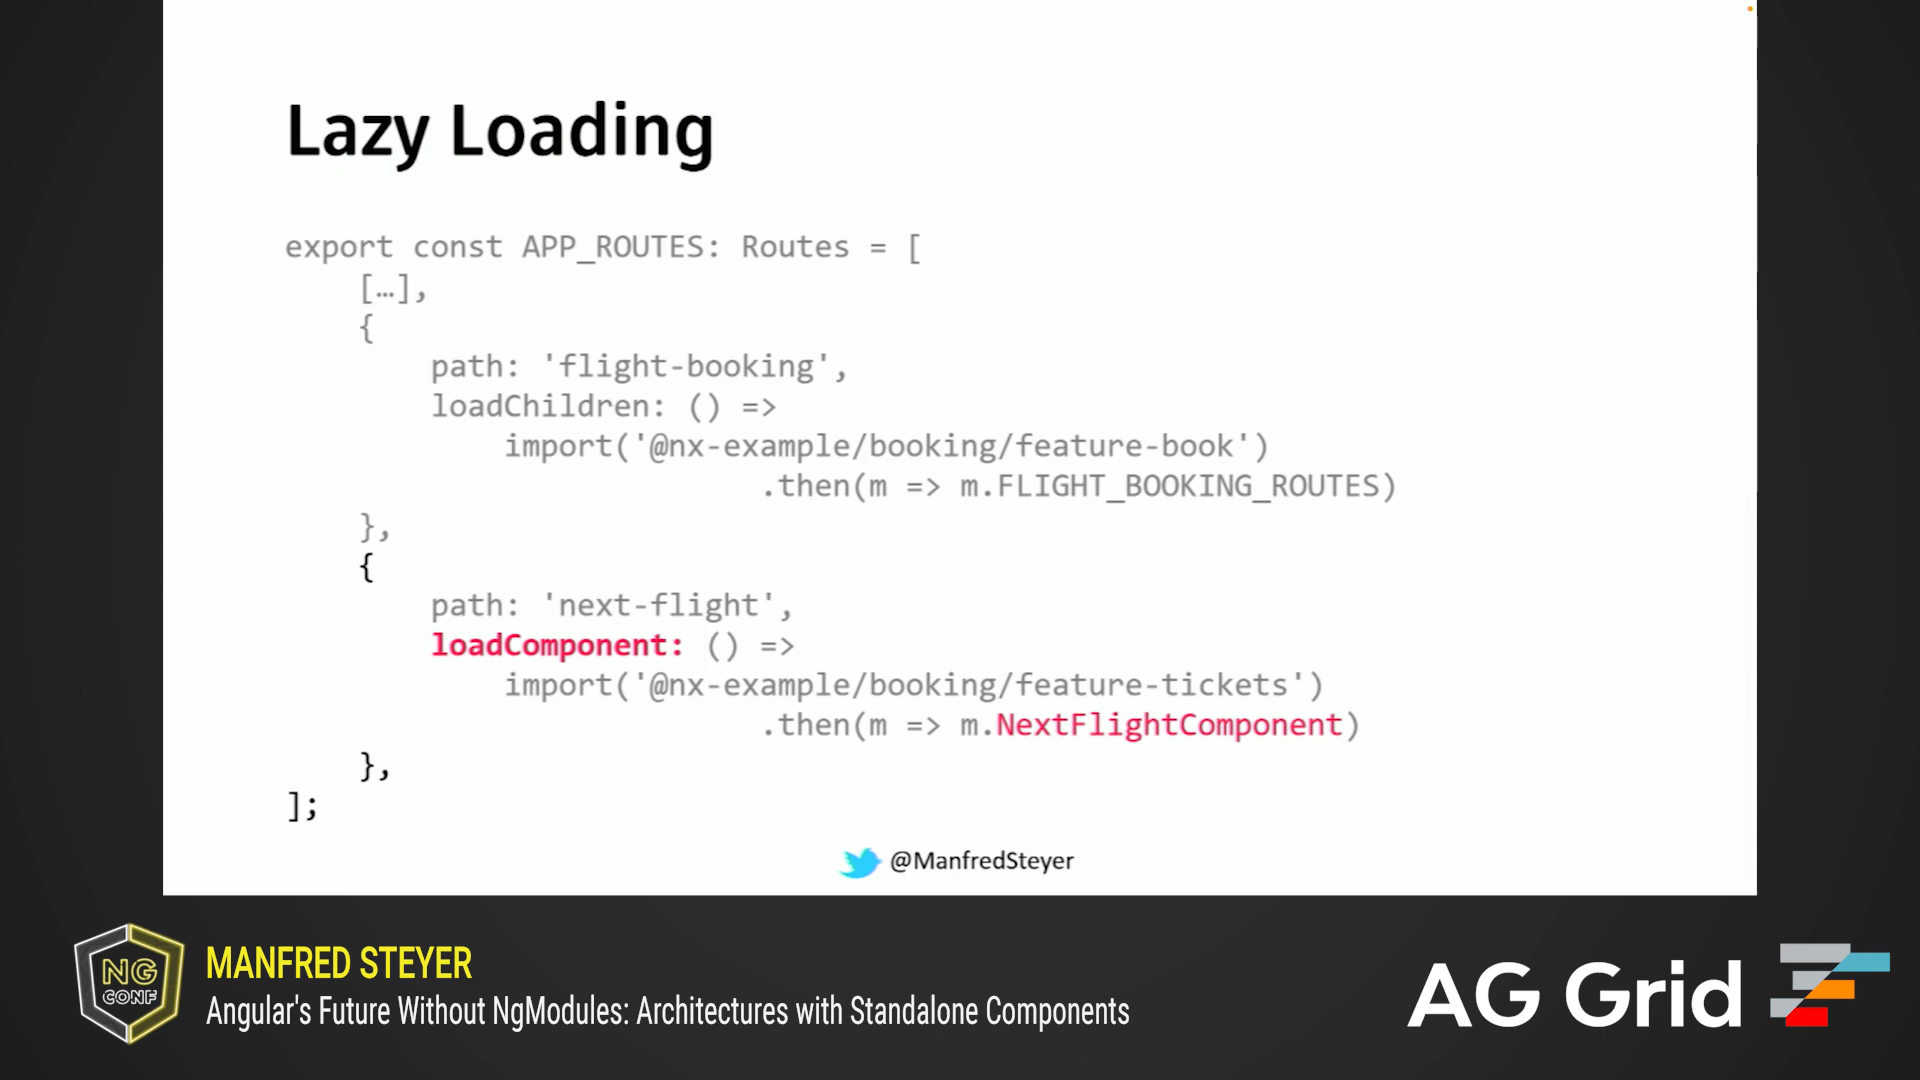 Lazy Loading
export const APP_ROUTES: Routes = [
    […],
    {
        path: 'flight-booking',
        loadChildren: () =>
            import('@nx-example/booking/feature-book')
                          .then(m => m.FLIGHT_BOOKING_ROUTES)
    },
    {
        path: 'next-flight',
        loadComponent: () =>
            import('@nx-example/booking/feature-tickets')
                          .then(m => m.NextFlightComponent)
    },
];
@ManfredSteyer
NG
CONF
MANFRED STEYER
Angular's Future Without NgModules: Architectures with Standalone Components
AG Grid